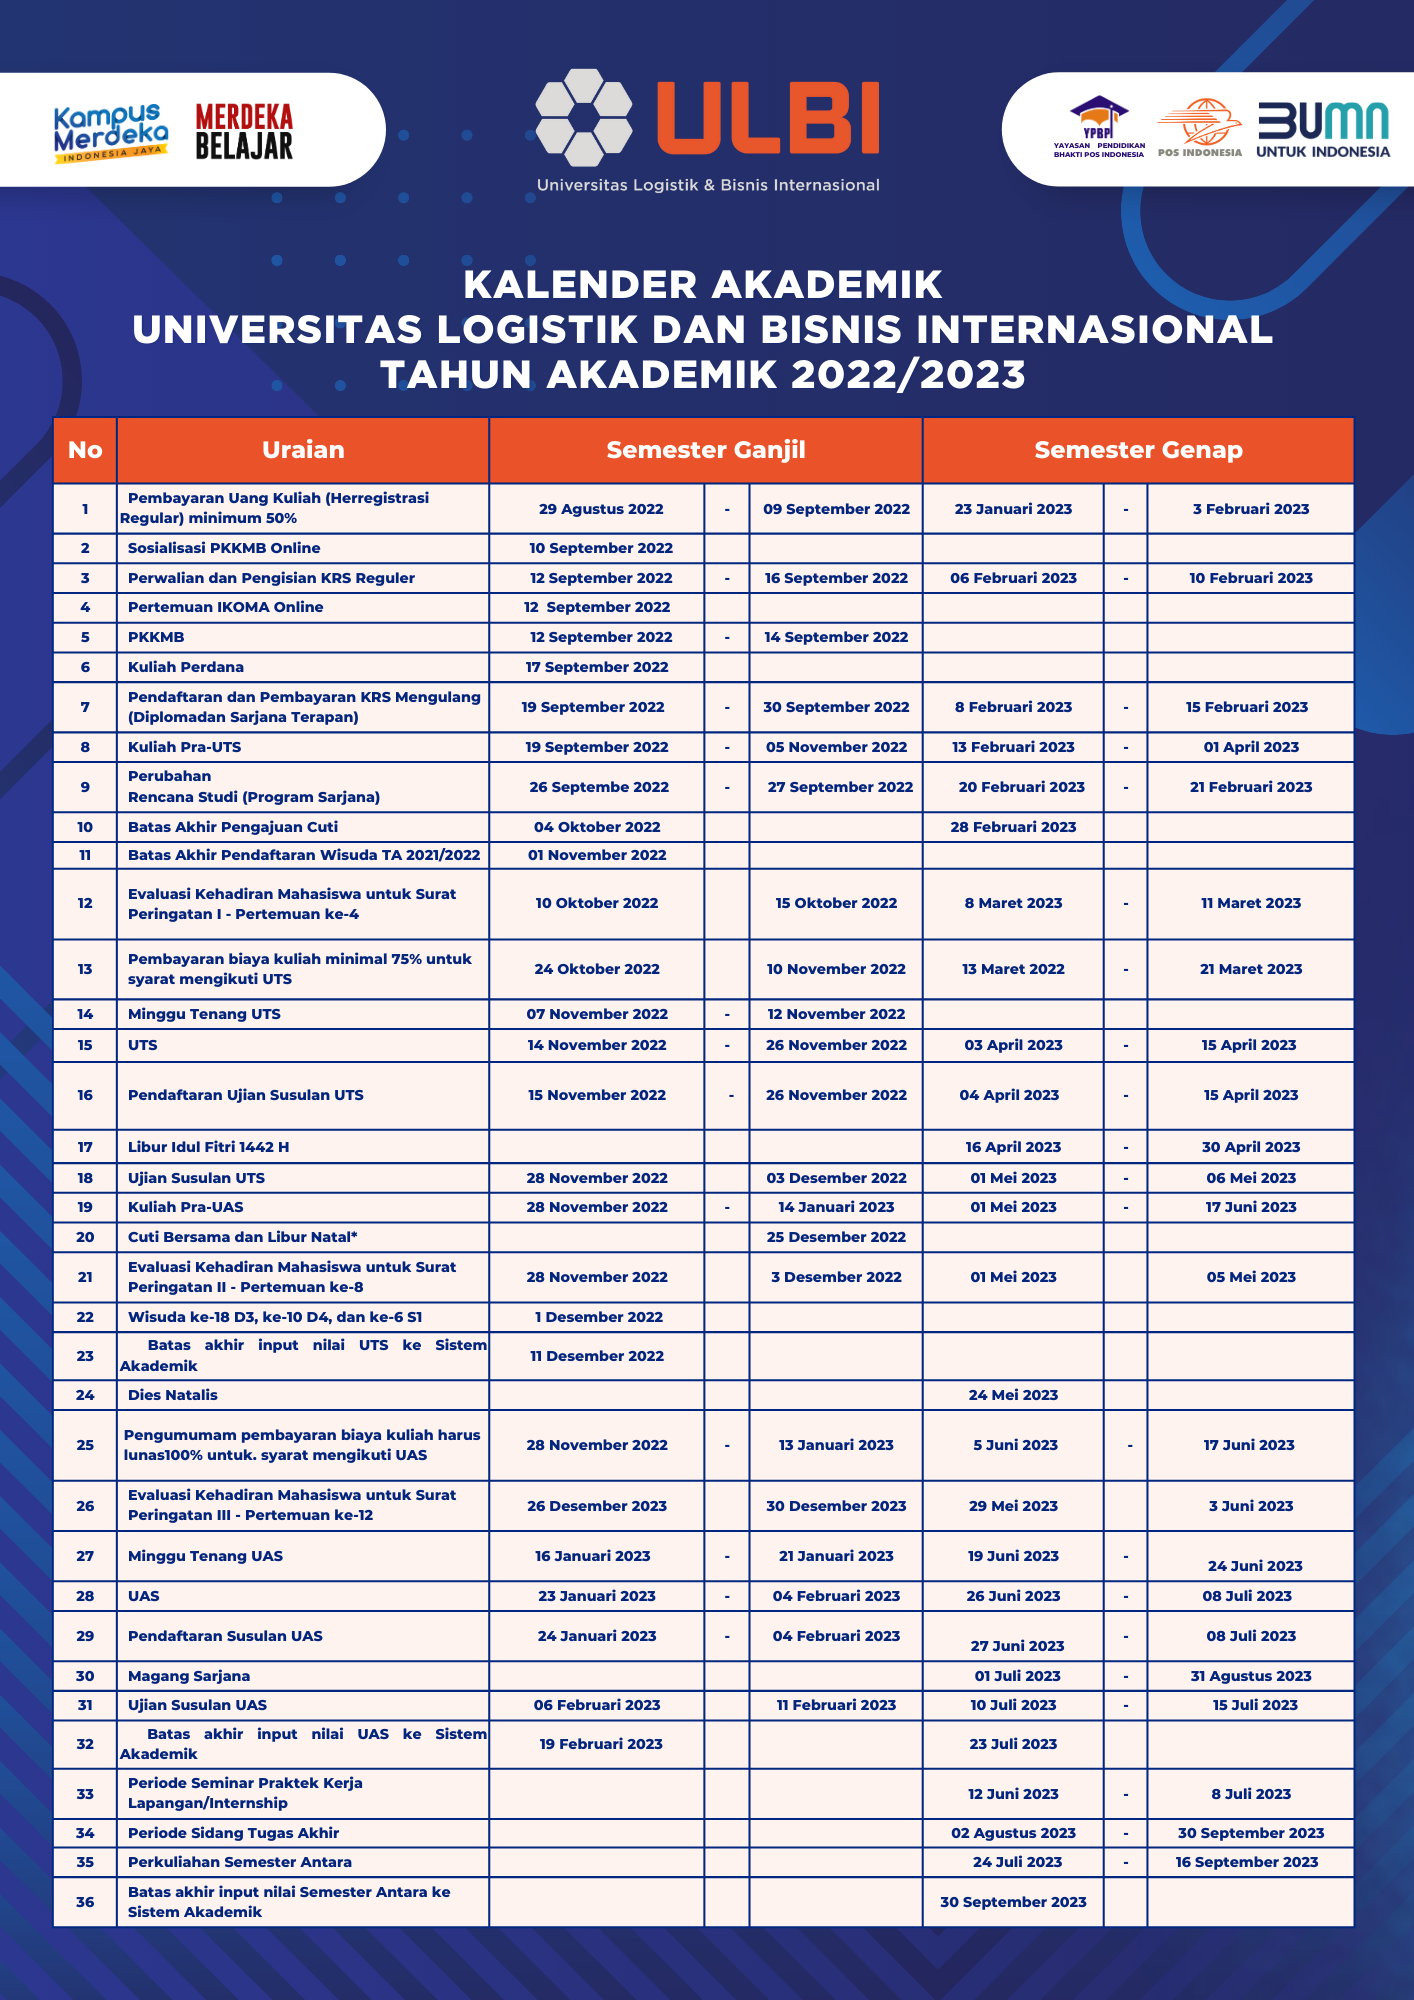 Kampus
Merdeka
INDONESIA JAYA
MERDEKA
BELAJAR
ULBI
Universitas Logistik & Bisnis Internasional
YPBPI
YAYASAN PENDIDIKAN
BHAKTI POS INDONESIA
POS INDONESIA
BUMN
UNTUK INDONESIA
KALENDER AKADEMIK
UNIVERSITAS LOGISTIK DAN BISNIS INTERNASIONAL
TAHUN AKADEMIK 2022/2023
No Uraian Semester Ganjil Semester Genap
1 Pembayaran Uang Kuliah (Herregistrasi
Regular) minimum 50% 29 Agustus 2022 - 09 September 2022 23 Januari 2023 - 3 Februari 2023
2 Sosialisasi PKKMB Online 10 September 2022
3 Perwalian dan Pengisian KRS Reguler 12 September 2022 - 16 September 2022 06 Februari 2023 - 10 Februari 2023
4 Pertemuan IKOMA Online 12 September 2022
5 PKKMB 12 September 2022 - 14 September 2022
6 Kuliah Perdana 17 September 2022
7 Pendaftaran dan Pembayaran KRS Mengulang
(Diplomadan Sarjana Terapan) 19 September 2022 - 30 September 2022 8 Februari 2023 - 15 Februari 2023
8 Kuliah Pra-UTS 19 September 2022 - 05 November 2022 13 Februari 2023 - 01 April 2023
9 Perubahan
Rencana Studi (Program Sarjana) 26 Septembe 2022 - 27 September 2022 20 Februari 2023 - 21 Februari 2023
10 Batas Akhir Pengajuan Cuti 04 Oktober 2022 28 Februari 2023
11 Batas Akhir Pendaftaran Wisuda TA 2021/2022 01 November 2022
12 Evaluasi Kehadiran Mahasiswa untuk Surat
Peringatan I - Pertemuan ke-4 10 Oktober 2022 15 Oktober 2022 8 Maret 2023 - 11 Maret 2023
13 Pembayaran biaya kuliah minimal 75% untuk
syarat mengikuti UTS 24 Oktober 2022 10 November 2022 13 Maret 2022 - 21 Maret 2023
14 Minggu Tenang UTS 07 November 2022 - 12 November 2022
15 UTS 14 November 2022 - 26 November 2022 03 April 2023 - 15 April 2023
16 Pendaftaran Ujian Susulan UTS 15 November 2022 - 26 November 2022 04 April 2023 - 15 April 2023
17 Libur Idul Fitri 1442 H 16 April 2023 - 30 April 2023
18 Ujian Susulan UTS 28 November 2022 03 Desember 2022 01 Mei 2023 - 06 Mei 2023
19 Kuliah Pra-UAS 28 November 2022 - 14 Januari 2023 01 Mei 2023 - 17 Juni 2023
20 Cuti Bersama dan Libur Natal* 25 Desember 2022
21 Evaluasi Kehadiran Mahasiswa untuk Surat
Peringatan II - Pertemuan ke-8 28 November 2022 3 Desember 2022 01 Mei 2023 05 Mei 2023
22 Wisuda ke-18 D3, ke-10 D4, dan ke-6 S1 1 Desember 2022
23 Batas akhir input nilai UTS ke Sistem
Akademik 11 Desember 2022
24 Dies Natalis 24 Mei 2023
25 Pengumumam pembayaran biaya kuliah harus
lunas100% untuk. syarat mengikuti UAS 28 November 2022 - 13 Januari 2023 5 Juni 2023 - 17 Juni 2023
26 Evaluasi Kehadiran Mahasiswa untuk Surat
Peringatan III - Pertemuan ke-12 26 Desember 2023 30 Desember 2023 29 Mei 2023 3 Juni 2023
27 Minggu Tenang UAS 16 Januari 2023 - 21 Januari 2023 19 Juni 2023 - 24 Juni 2023
28 UAS 23 Januari 2023 - 04 Februari 2023 26 Juni 2023 - 08 Juli 2023
29 Pendaftaran Susulan UAS 24 Januari 2023 - 04 Februari 2023 27 Juni 2023 - 08 Juli 2023
30 Magang Sarjana 01 Juli 2023 - 31 Agustus 2023
31 Ujian Susulan UAS 06 Februari 2023 11 Februari 2023 10 Juli 2023 - 15 Juli 2023
32 Batas akhir input nilai UAS ke Sistem
Akademik 19 Februari 2023 23 Juli 2023
33 Periode Seminar Praktek Kerja
Lapangan/Internship 12 Juni 2023 - 8 Juli 2023
34 Periode Sidang Tugas Akhir 02 Agustus 2023 - 30 September 2023
35 Perkuliahan Semester Antara 24 Juli 2023 - 16 September 2023
36 Batas akhir input nilai Semester Antara ke
Sistem Akademik 30 September 2023